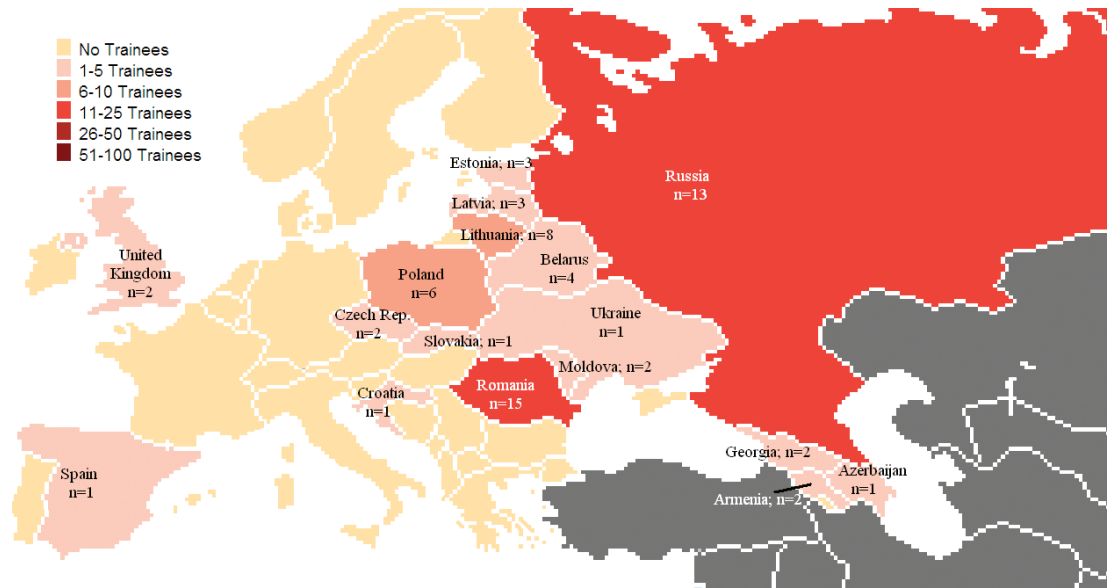 No Trainees
1-5 Trainees
6-10 Trainees
11-25 Trainees
26-50 Trainees
51-100 Trainees
Estonia; n=3
Russia
n=13
Latvia; n=3
Lithuania; n=8
United
Kingdom
n=2
Belarus
n=4
Poland
n=6
Czech Rep.
n=2
Ukraine
n=1
Slovakia; n=1
Moldova; n=2
Romania
n=15
Croatia
n=1
Georgia; n=2
Spain
n=1
Azerbaijan
n=1
Armenia; n=2